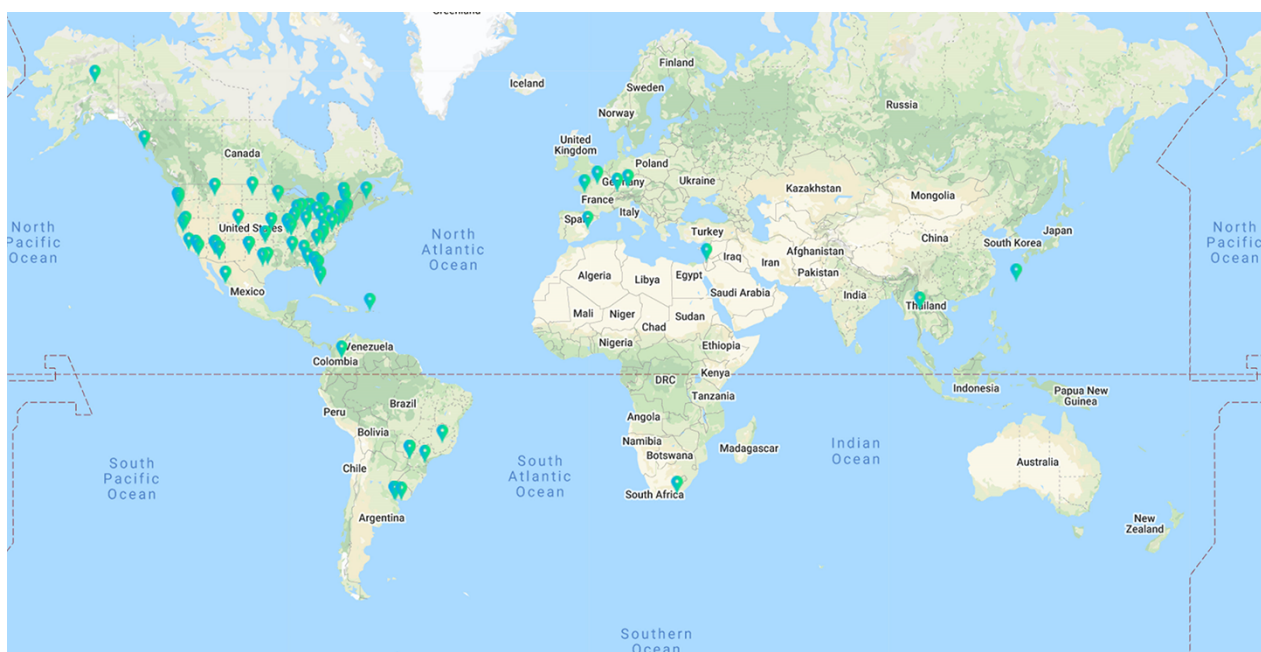 Greenland
Iceland
Finland
Sweden
Norway
Russia
United
Kingdom
Canada
Poland
Germany
Ukraine
Kazakhstan
Mongolia
France
Italy
Spain
United States
Turkey
North
Pacific
Ocean
North
Atlantic
Ocean
China
South Korea
Japan
North
Pacific
Ocean
Afghanistan
Iraq
Iran
Pakistan
Algeria
Libya
Egypt
Saudi Arabia
India
Mexico
Thailand
Mali
Niger
Chad
Sudan
Nigeria
Ethiopia
Venezuela
Colombia
DRC
Kenya
Tanzania
Indonesia
Papua New
Guinea
Peru
Brazil
Angola
Bolivia
Namibia
Botswana
Madagascar
Indian
Ocean
Chile
South
Pacific
Ocean
South
Atlantic
Ocean
Australia
South Africa
Argentina
New
Zealand
Southern
Ocean